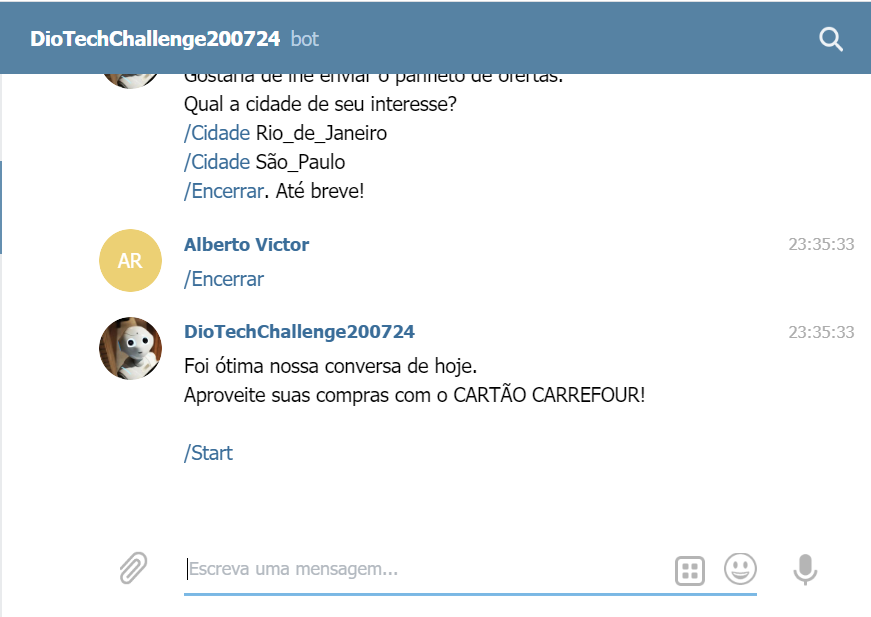 DioTechChallenge200724 bot
Gostaria de lhe enviar o panfleto de ofertas.
Qual a cidade de seu interesse?
/Cidade Rio_de_Janeiro
/Cidade São_Paulo
/Encerrar. Até breve!
AR
Alberto Victor 23:35:33
/Encerrar
DioTechChallenge200724 23:35:33
Foi ótima nossa conversa de hoje.
Aproveite suas compras com o CARTÃO CARREFOUR!
/Start
Escreva uma mensagem...